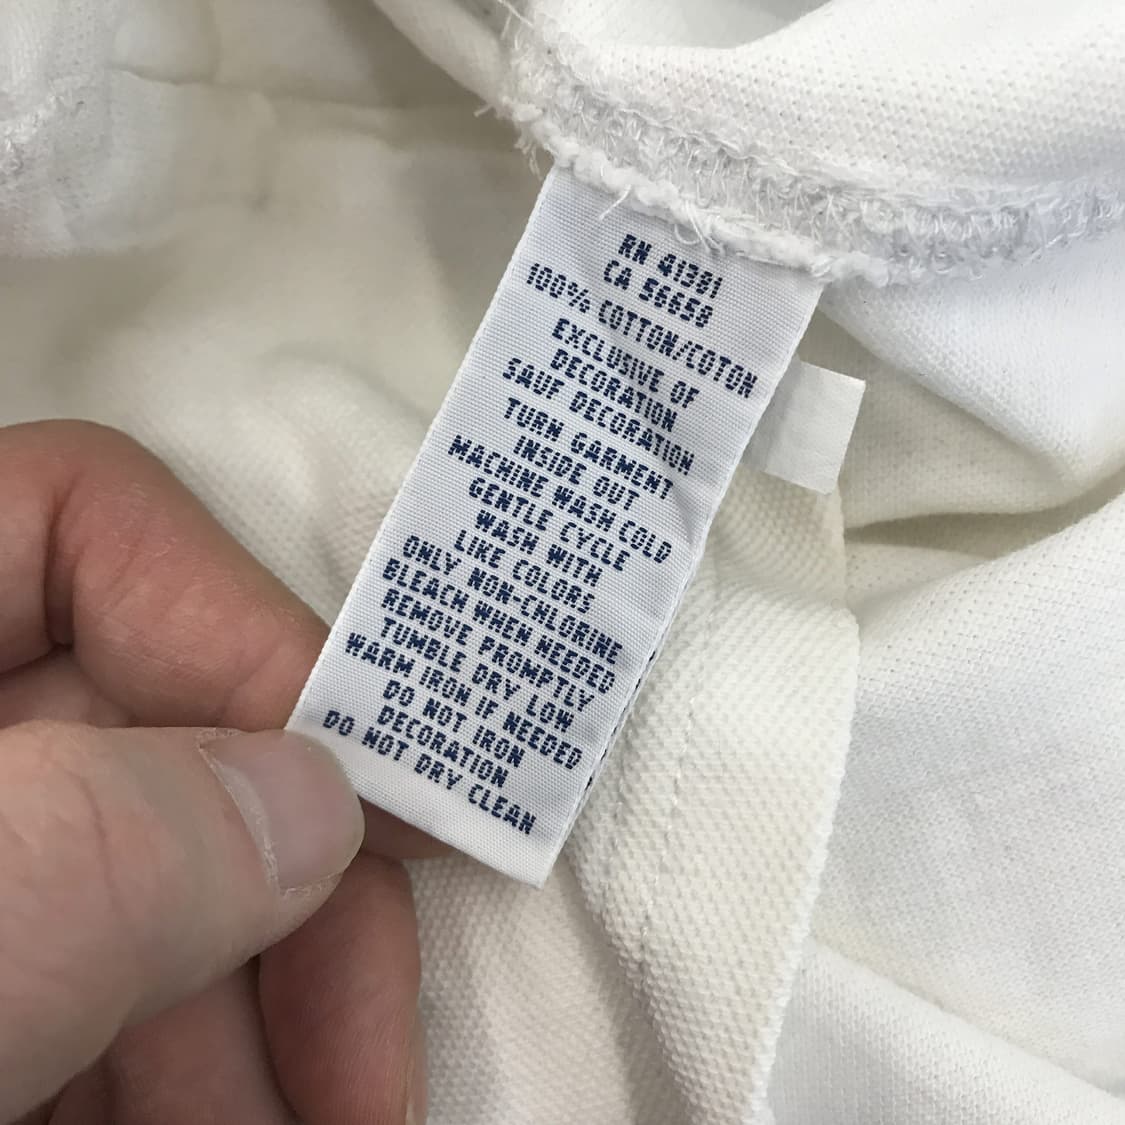 RN 41381
CA 56658
100% COTTON/COTON
EXCLUSIVE OF
DECORATION
SAUF DECORATION
TURN GARMENT
INSIDE OUT
MACHINE WASH COLD
GENTLE CYCLE
WASH WITH
LIKE COLORS
ONLY NON-CHLORINE
BLEACH WHEN NEEDED
REMOVE PROMPTLY
TUMBLE DRY LOW
WARM IRON IF NEEDED
DO NOT IRON
DECORATION
DO NOT DRY CLEAN